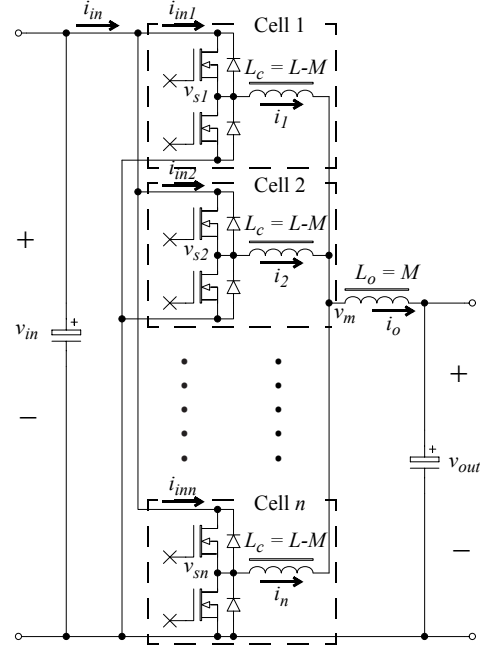 i_in
i_in1
Cell 1
L_c = L-M
v_s1
i_1
i_in2
Cell 2
L_c = L-M
v_s2
i_2
+
L_o = M
v_m
i_o
v_in
+
+
−
+
v_out
−
i_inn
Cell n
L_c = L-M
v_sn
i_n